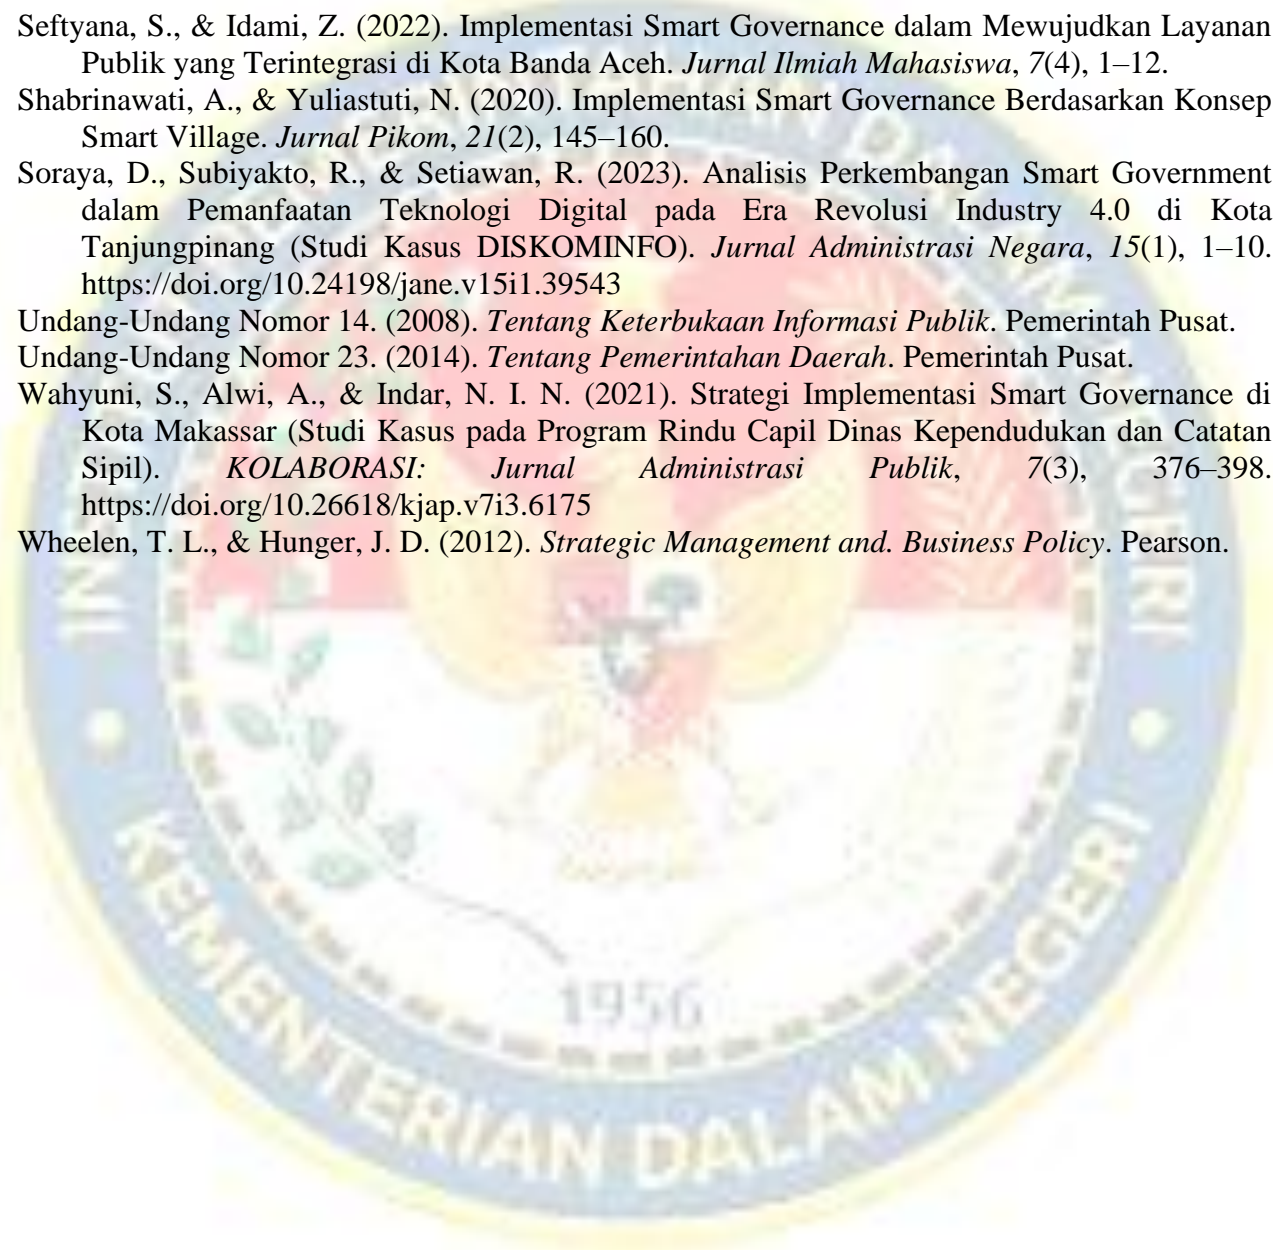 Seftyana, S., & Idami, Z. (2022). Implementasi Smart Governance dalam Mewujudkan Layanan
Publik yang Terintegrasi di Kota Banda Aceh. Jurnal Ilmiah Mahasiswa, 7(4), 1–12.
Shabrinawati, A., & Yuliastuti, N. (2020). Implementasi Smart Governance Berdasarkan Konsep
Smart Village. Jurnal Pikom, 21(2), 145–160.
Soraya, D., Subiyakto, R., & Setiawan, R. (2023). Analisis Perkembangan Smart Government
dalam Pemanfaatan Teknologi Digital pada Era Revolusi Industry 4.0 di Kota
Tanjungpinang (Studi Kasus DISKOMINFO). Jurnal Administrasi Negara, 15(1), 1–10.
https://doi.org/10.24198/jane.v15i1.39543
Undang-Undang Nomor 14. (2008). Tentang Keterbukaan Informasi Publik. Pemerintah Pusat.
Undang-Undang Nomor 23. (2014). Tentang Pemerintahan Daerah. Pemerintah Pusat.
Wahyuni, S., Alwi, A., & Indar, N. I. N. (2021). Strategi Implementasi Smart Governance di
Kota Makassar (Studi Kasus pada Program Rindu Capil Dinas Kependudukan dan Catatan
Sipil). KOLABORASI: Jurnal Administrasi Publik, 7(3), 376–398.
https://doi.org/10.26618/kjap.v7i3.6175
Wheelen, T. L., & Hunger, J. D. (2012). Strategic Management and. Business Policy. Pearson.
1956
KEMENTERIAN DALAM NEGERI